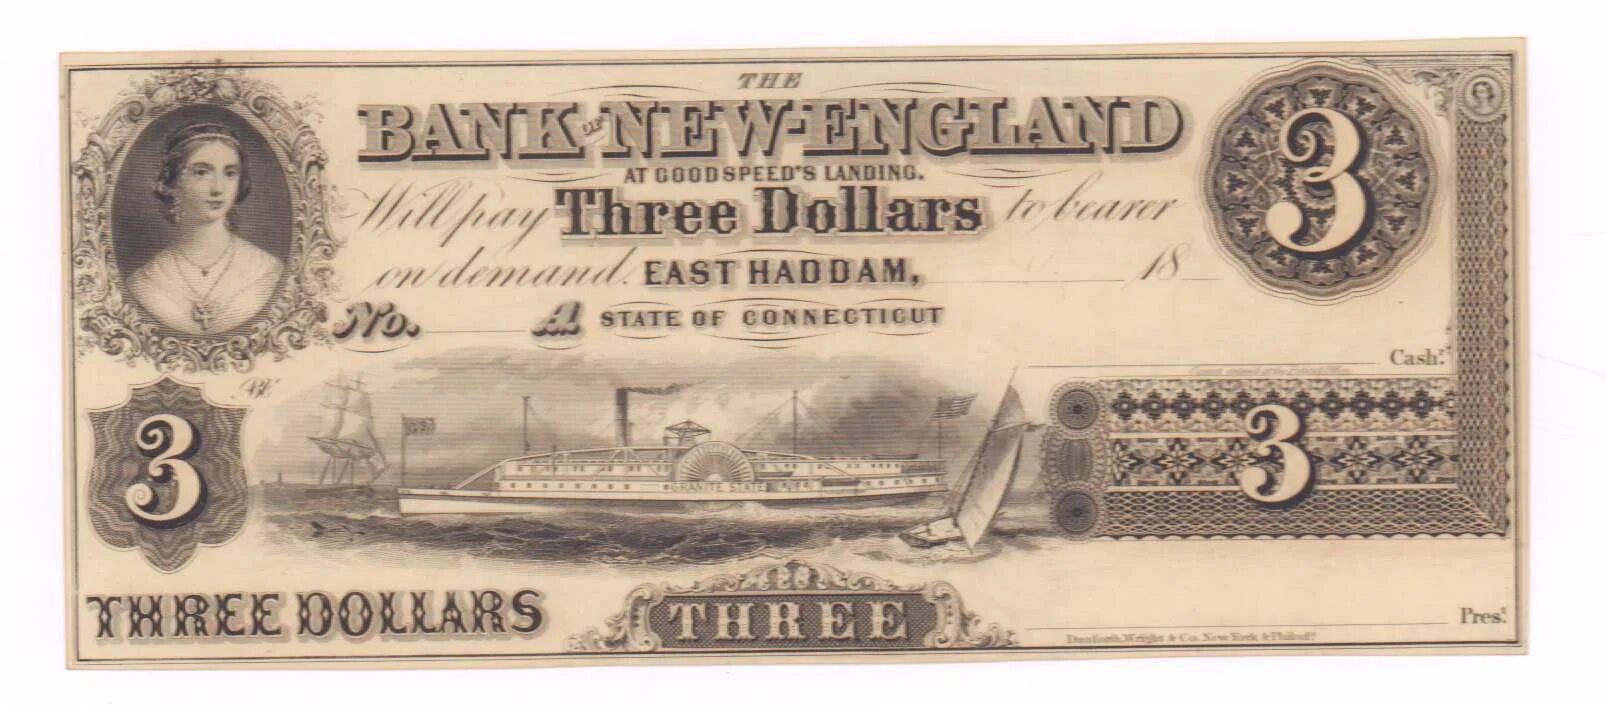 THE
BANK OF NEW-ENGLAND
AT GOODSPEED'S LANDING.
Will pay Three Dollars to bearer
on demand. EAST HADDAM, 18
No. A STATE OF CONNECTICUT
Cash.r
3
3
3
GRANITE STATE
THREE DOLLARS
THREE
Pres.t
Danforth, Wright & Co. New York & Philad.a